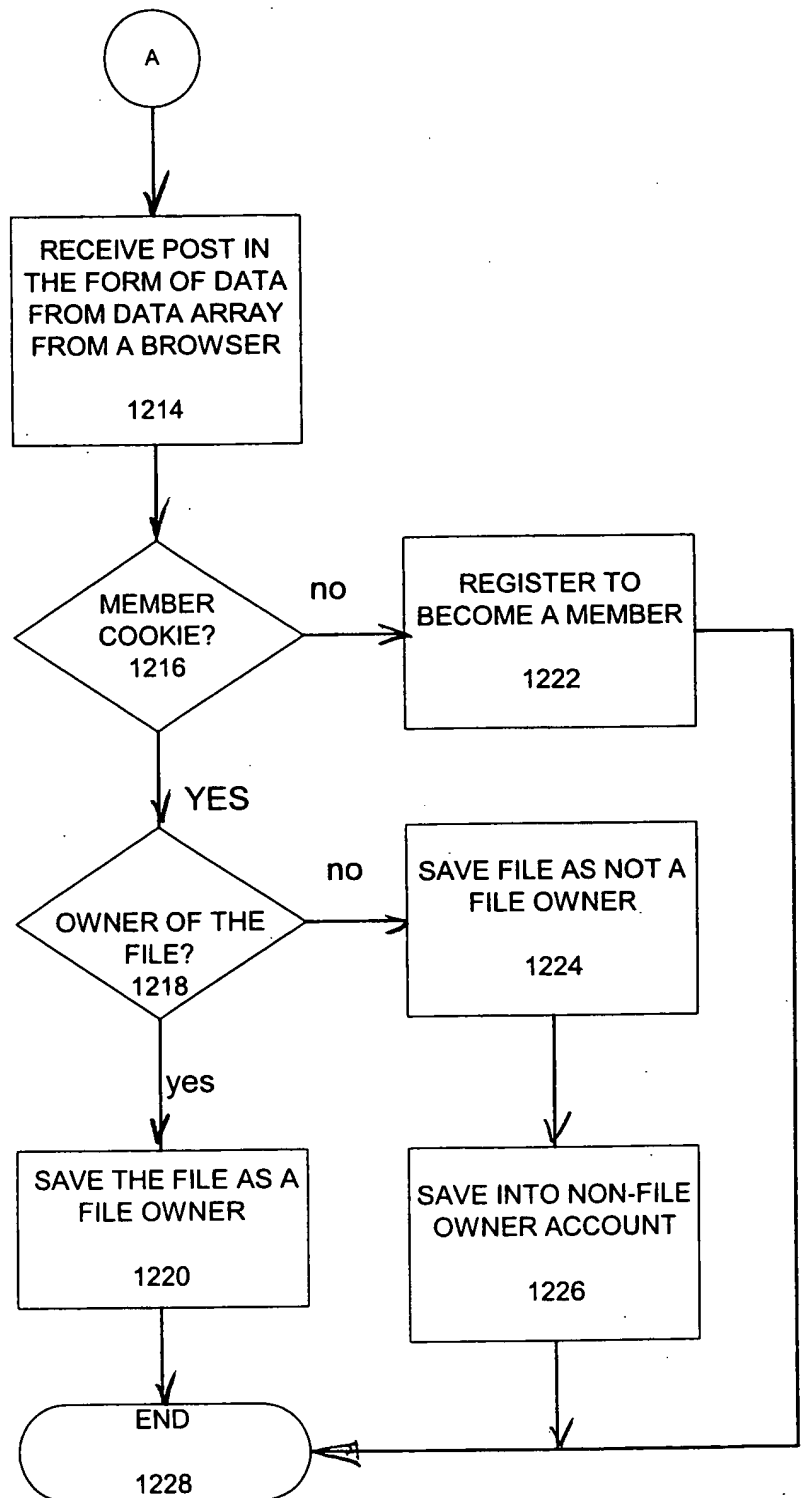 A
RECEIVE POST IN
THE FORM OF DATA
FROM DATA ARRAY
FROM A BROWSER
1214
MEMBER
COOKIE?
1216
no
REGISTER TO
BECOME A MEMBER
1222
YES
OWNER OF THE
FILE?
1218
no
SAVE FILE AS NOT A
FILE OWNER
1224
yes
SAVE THE FILE AS A
FILE OWNER
1220
SAVE INTO NON-FILE
OWNER ACCOUNT
1226
END
1228